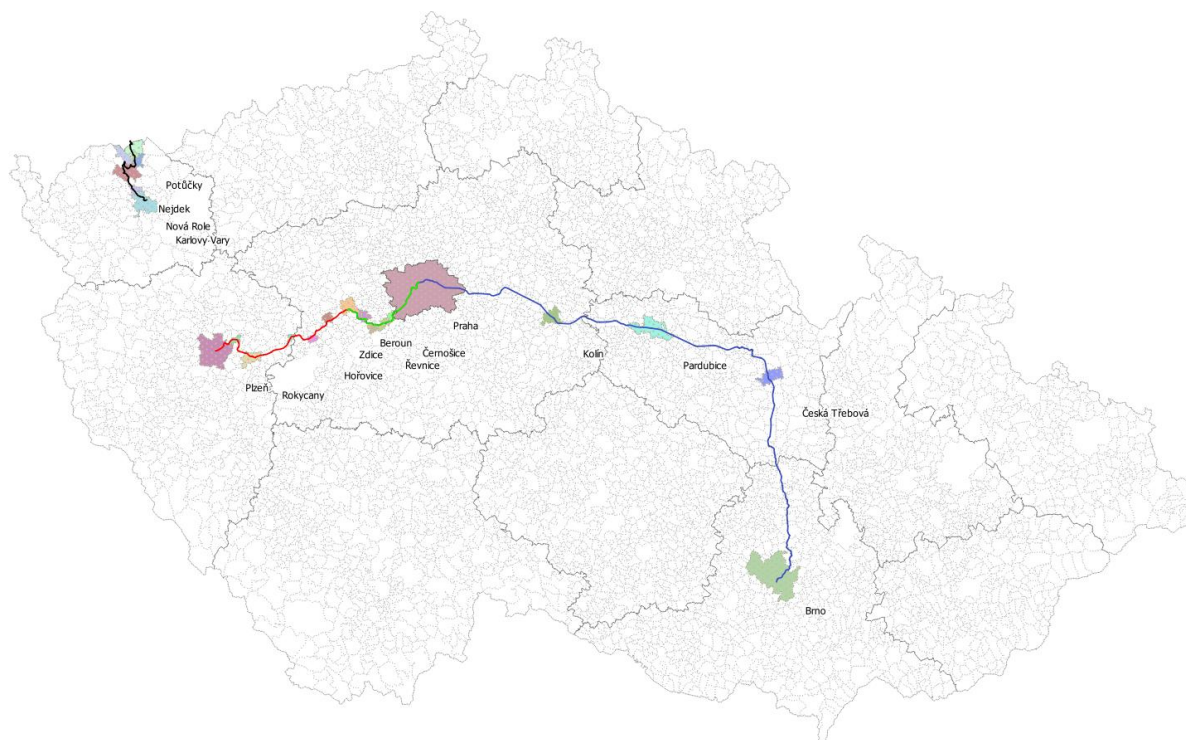 Potůčky
Nejdek
Nová Role
Karlovy Vary
Praha
Beroun
Černošice
Zdice
Řevnice
Kolín
Hořovice
Pardubice
Plzeň
Rokycany
Česká Třebová
Brno